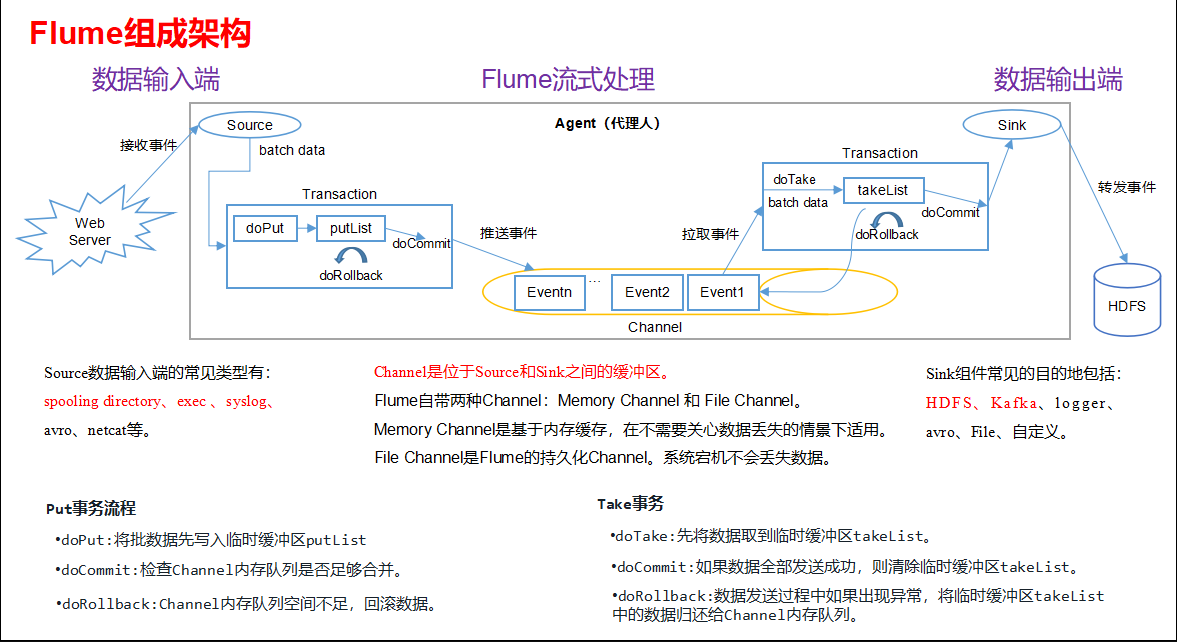 Flume组成架构
数据输入端
Flume流式处理
数据输出端
Source
Agent（代理人）
Sink
接收事件
batch data
Transaction
Transaction
doTake
takeList
转发事件
batch data
doCommit
Web
Server
doPut
putList
doCommit
推送事件
拉取事件
doRollback
doRollback
Eventn
...
Event2
Event1
HDFS
Channel
Source数据输入端的常见类型有：
spooling directory、exec 、syslog、
avro、netcat等。
Channel是位于Source和Sink之间的缓冲区。
Flume自带两种Channel：Memory Channel 和 File Channel。
Memory Channel是基于内存缓存，在不需要关心数据丢失的情景下适用。
File Channel是Flume的持久化Channel。系统宕机不会丢失数据。
Sink组件常见的目的地包括：
HDFS、Kafka、logger、
avro、File、自定义。
Put事务流程
•doPut:将批数据先写入临时缓冲区putList
•doCommit:检查Channel内存队列是否足够合并。
•doRollback:Channel内存队列空间不足，回滚数据。
Take事务
•doTake:先将数据取到临时缓冲区takeList。
•doCommit:如果数据全部发送成功，则清除临时缓冲区takeList。
•doRollback:数据发送过程中如果出现异常，将临时缓冲区takeList
中的数据归还给Channel内存队列。